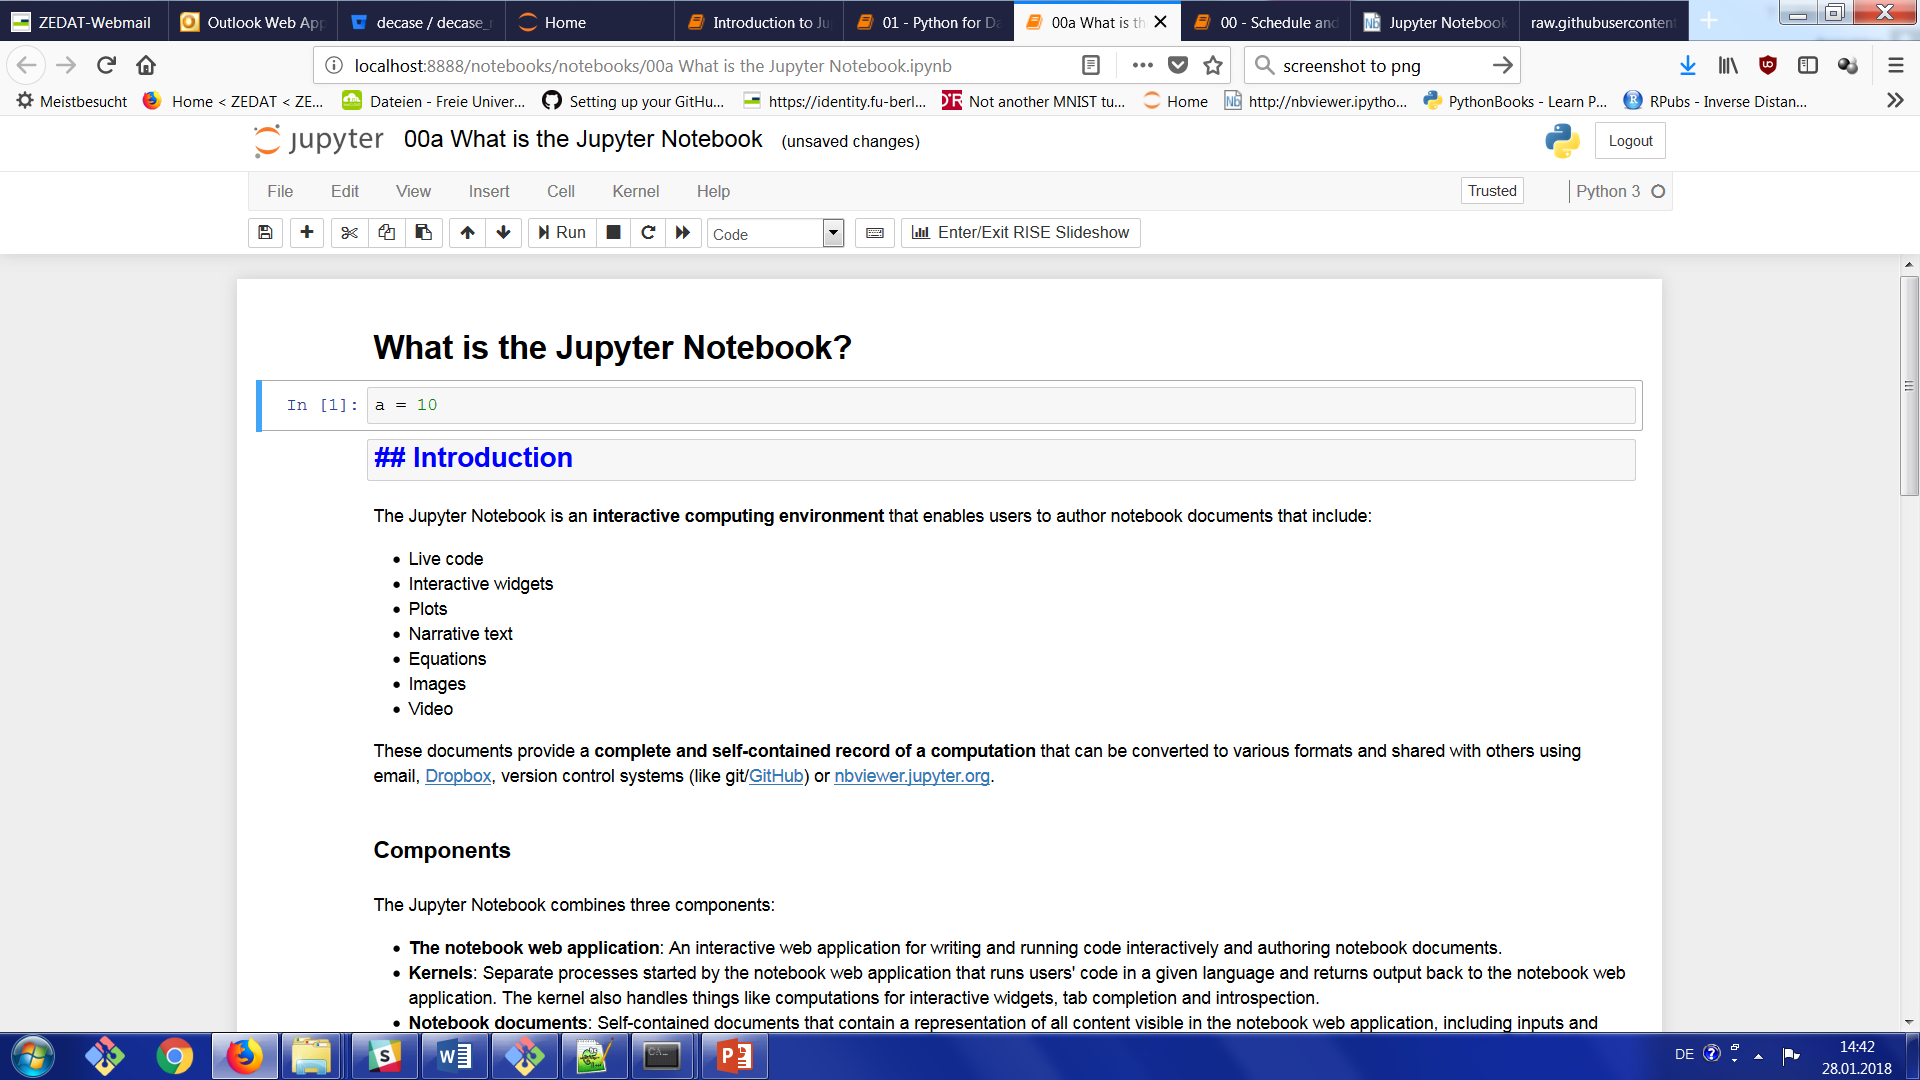 ZEDAT-Webmail
Outlook Web App
decase / decase_r
Home
Introduction to Ju
01 - Python for Da
00a What is th
00 - Schedule and
Jupyter Notebook
raw.githubusercontent
localhost:8888/notebooks/notebooks/00a What is the Jupyter Notebook.ipynb
screenshot to png
Meistbesucht
Home < ZEDAT < ZE...
Dateien - Freie Univer...
Setting up your GitHu...
https://identity.fu-berl...
Not another MNIST tu...
Home
http://nbviewer.ipytho...
PythonBooks - Learn P...
RPubs - Inverse Distan...
jupyter 00a What is the Jupyter Notebook (unsaved changes)
Logout
File Edit View Insert Cell Kernel Help
Trusted
Python 3
Run
Code
Enter/Exit RISE Slideshow
What is the Jupyter Notebook?
In [1]: a = 10
## Introduction
The Jupyter Notebook is an interactive computing environment that enables users to author notebook documents that include:
• Live code
• Interactive widgets
• Plots
• Narrative text
• Equations
• Images
• Video
These documents provide a complete and self-contained record of a computation that can be converted to various formats and shared with others using
email, Dropbox, version control systems (like git/GitHub) or nbviewer.jupyter.org.
Components
The Jupyter Notebook combines three components:
• The notebook web application: An interactive web application for writing and running code interactively and authoring notebook documents.
• Kernels: Separate processes started by the notebook web application that runs users' code in a given language and returns output back to the notebook web
application. The kernel also handles things like computations for interactive widgets, tab completion and introspection.
• Notebook documents: Self-contained documents that contain a representation of all content visible in the notebook web application, including inputs and
DE
14:42
28.01.2018